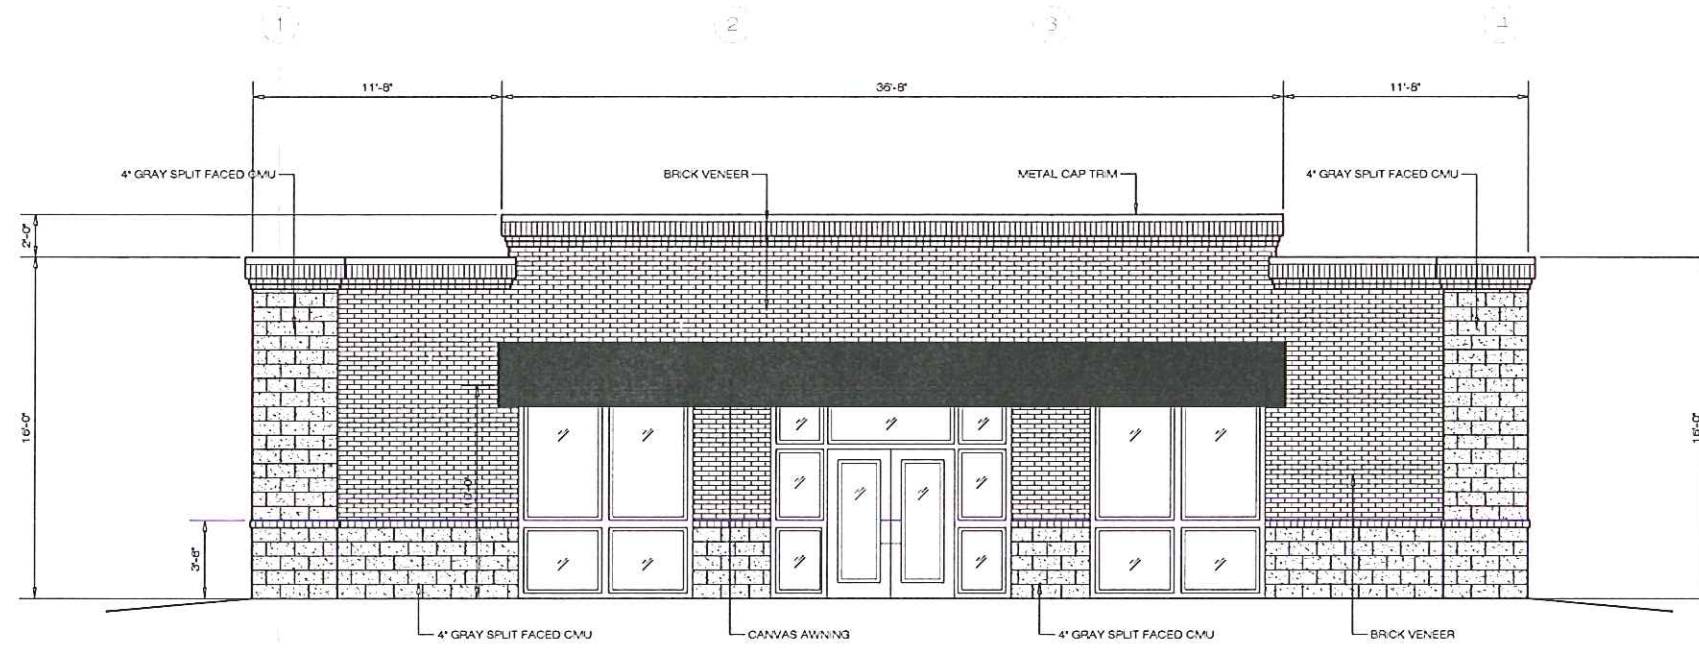 1 2 3 4
11'-8" 36'-8" 11'-8"
4" GRAY SPLIT FACED CMU BRICK VENEER METAL CAP TRIM 4" GRAY SPLIT FACED CMU
2'-0"
16'-0"
16'-0"
10'-0"
3'-8"
4" GRAY SPLIT FACED CMU CANVAS AWNING 4" GRAY SPLIT FACED CMU BRICK VENEER